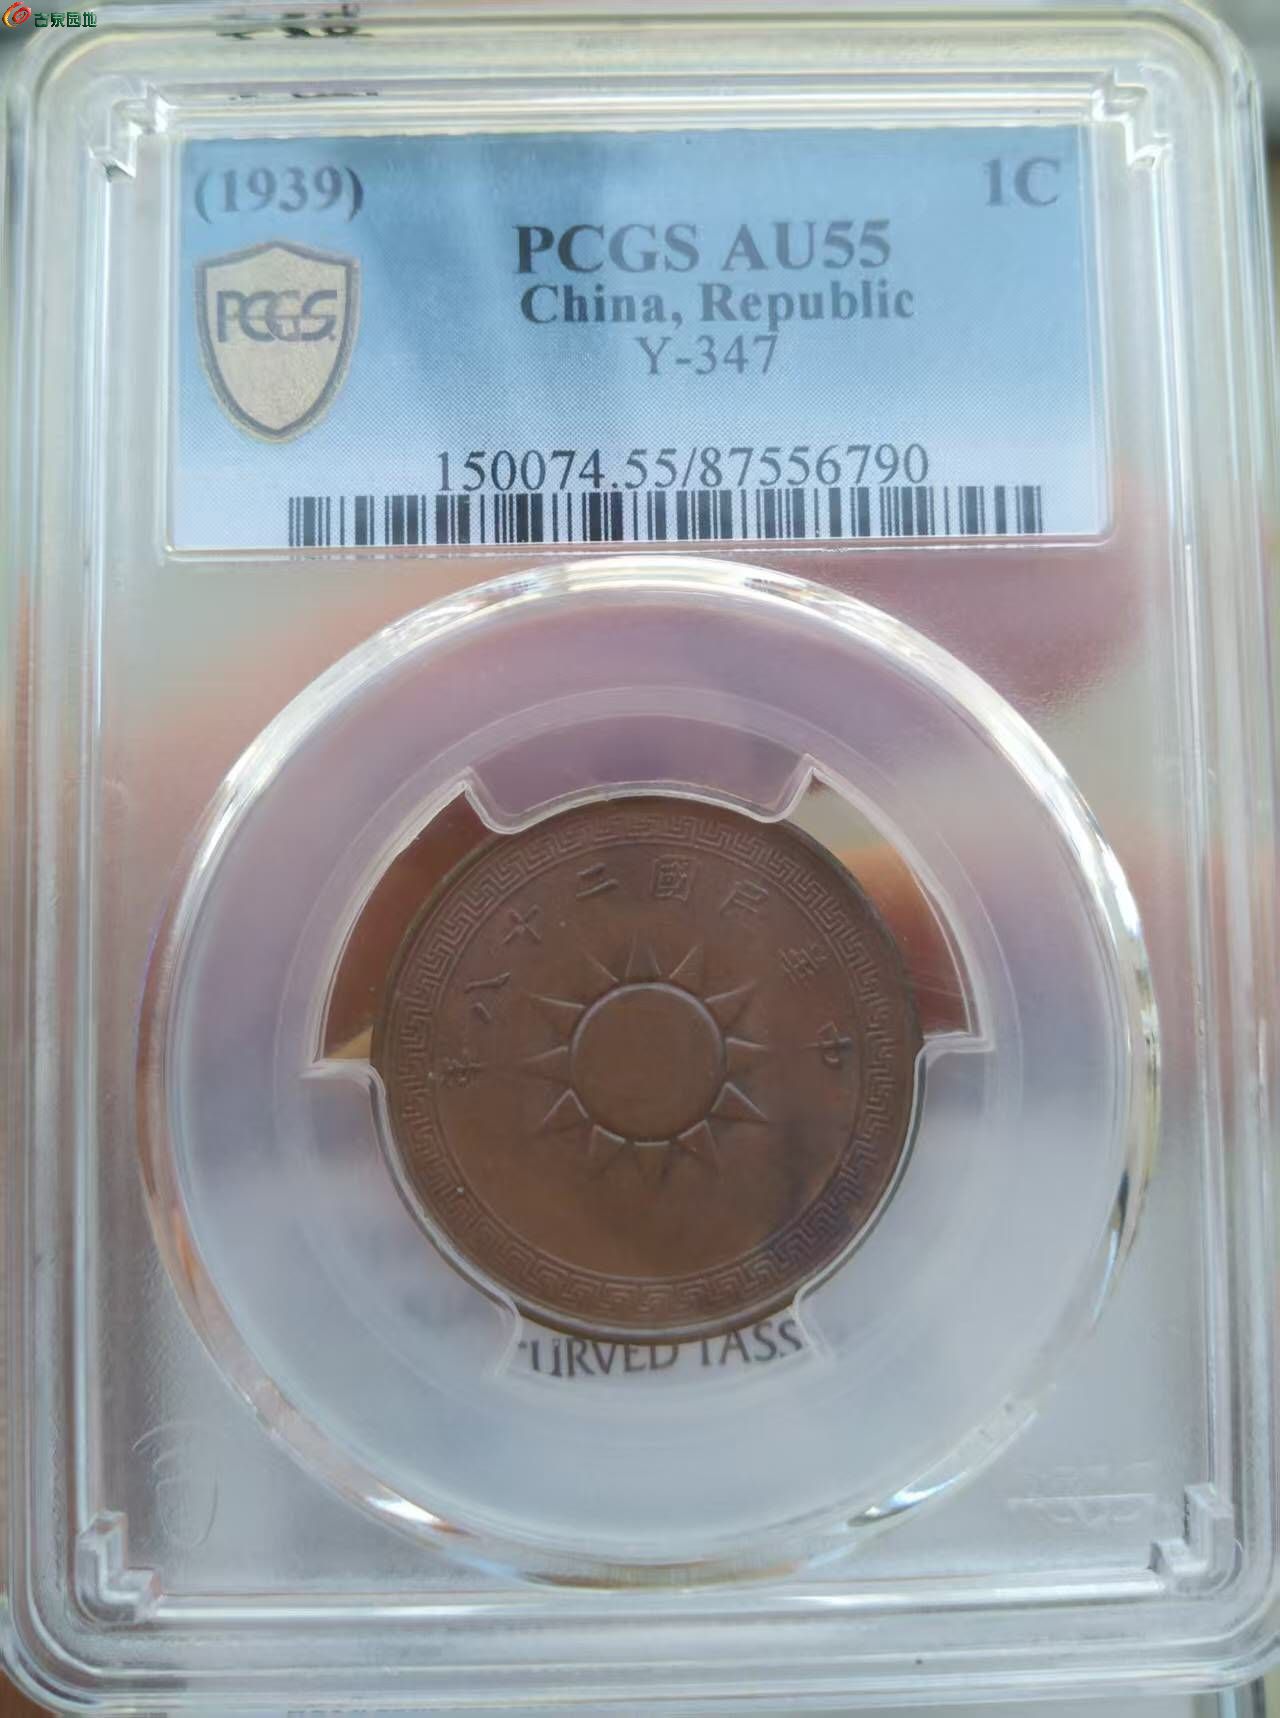 古泉园地
(1939)
1C
PCGS AU55
China, Republic
Y-347
PCGS
150074.55/87556790
年八十二國民華中
URVED TASS